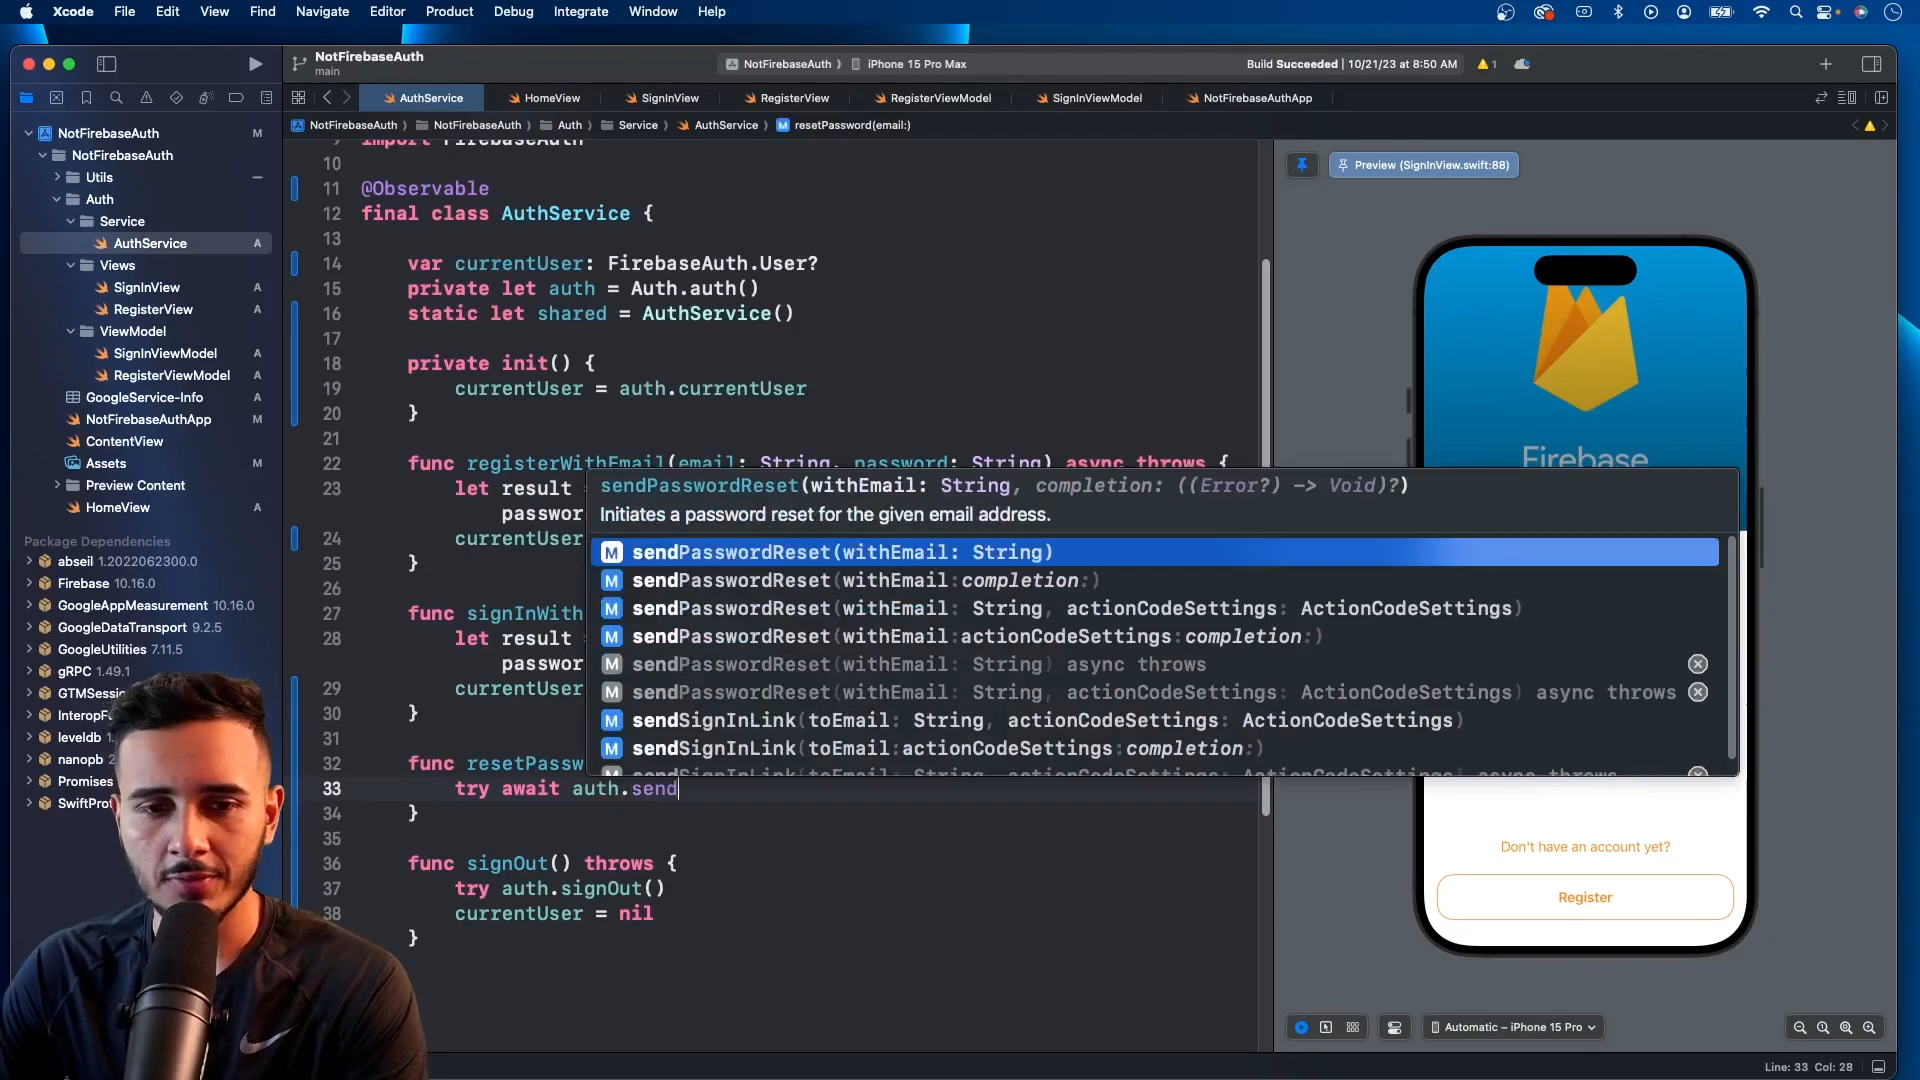 Xcode File Edit View Find Navigate Editor Product Debug Integrate Window Help
NotFirebaseAuth
main
NotFirebaseAuth iPhone 15 Pro Max
Build Succeeded | 10/21/23 at 8:50 AM
1
AuthService HomeView SignInView RegisterView RegisterViewModel SignInViewModel NotFirebaseAuthApp
NotFirebaseAuth NotFirebaseAuth Auth Service AuthService M resetPassword(email:)
NotFirebaseAuth M
NotFirebaseAuth
Utils
Auth
Service
AuthService A
Views
SignInView A
RegisterView A
ViewModel
SignInViewModel A
RegisterViewModel A
GoogleService-Info A
NotFirebaseAuthApp M
ContentView
Assets M
Preview Content
HomeView A
Package Dependencies
abseil 1.2022062300.0
Firebase 10.16.0
GoogleAppMeasurement 10.16.0
GoogleDataTransport 9.2.5
GoogleUtilities 7.11.5
gRPC 1.49.1
GTMSessi
InteropFo
leveldb 1.
nanopb 2
Promises
SwiftProt
9 import FirebaseAuth
10
11 @Observable
12 final class AuthService {
13
14 var currentUser: FirebaseAuth.User?
15 private let auth = Auth.auth()
16 static let shared = AuthService()
17
18 private init() {
19 currentUser = auth.currentUser
20 }
21
22 func registerWithEmail(email: String, password: String) async throws {
23 let result =
passwor
24 currentUser
25 }
26
27 func signInWith
28 let result =
passwor
29 currentUser
30 }
31
32 func resetPassw
33 try await auth.send
34 }
35
36 func signOut() throws {
37 try auth.signOut()
38 currentUser = nil
}
sendPasswordReset(withEmail: String, completion: ((Error?) -> Void)?)
Initiates a password reset for the given email address.
M sendPasswordReset(withEmail: String)
M sendPasswordReset(withEmail:completion:)
M sendPasswordReset(withEmail: String, actionCodeSettings: ActionCodeSettings)
M sendPasswordReset(withEmail:actionCodeSettings:completion:)
M sendPasswordReset(withEmail: String) async throws
M sendPasswordReset(withEmail: String, actionCodeSettings: ActionCodeSettings) async throws
M sendSignInLink(toEmail: String, actionCodeSettings: ActionCodeSettings)
M sendSignInLink(toEmail:actionCodeSettings:completion:)
M sendSignInLink(toEmail: String, actionCodeSettings: ActionCodeSettings) async throws
Preview (SignInView.swift:88)
Firebase
Don't have an account yet?
Register
Automatic – iPhone 15 Pro
Line: 33 Col: 28